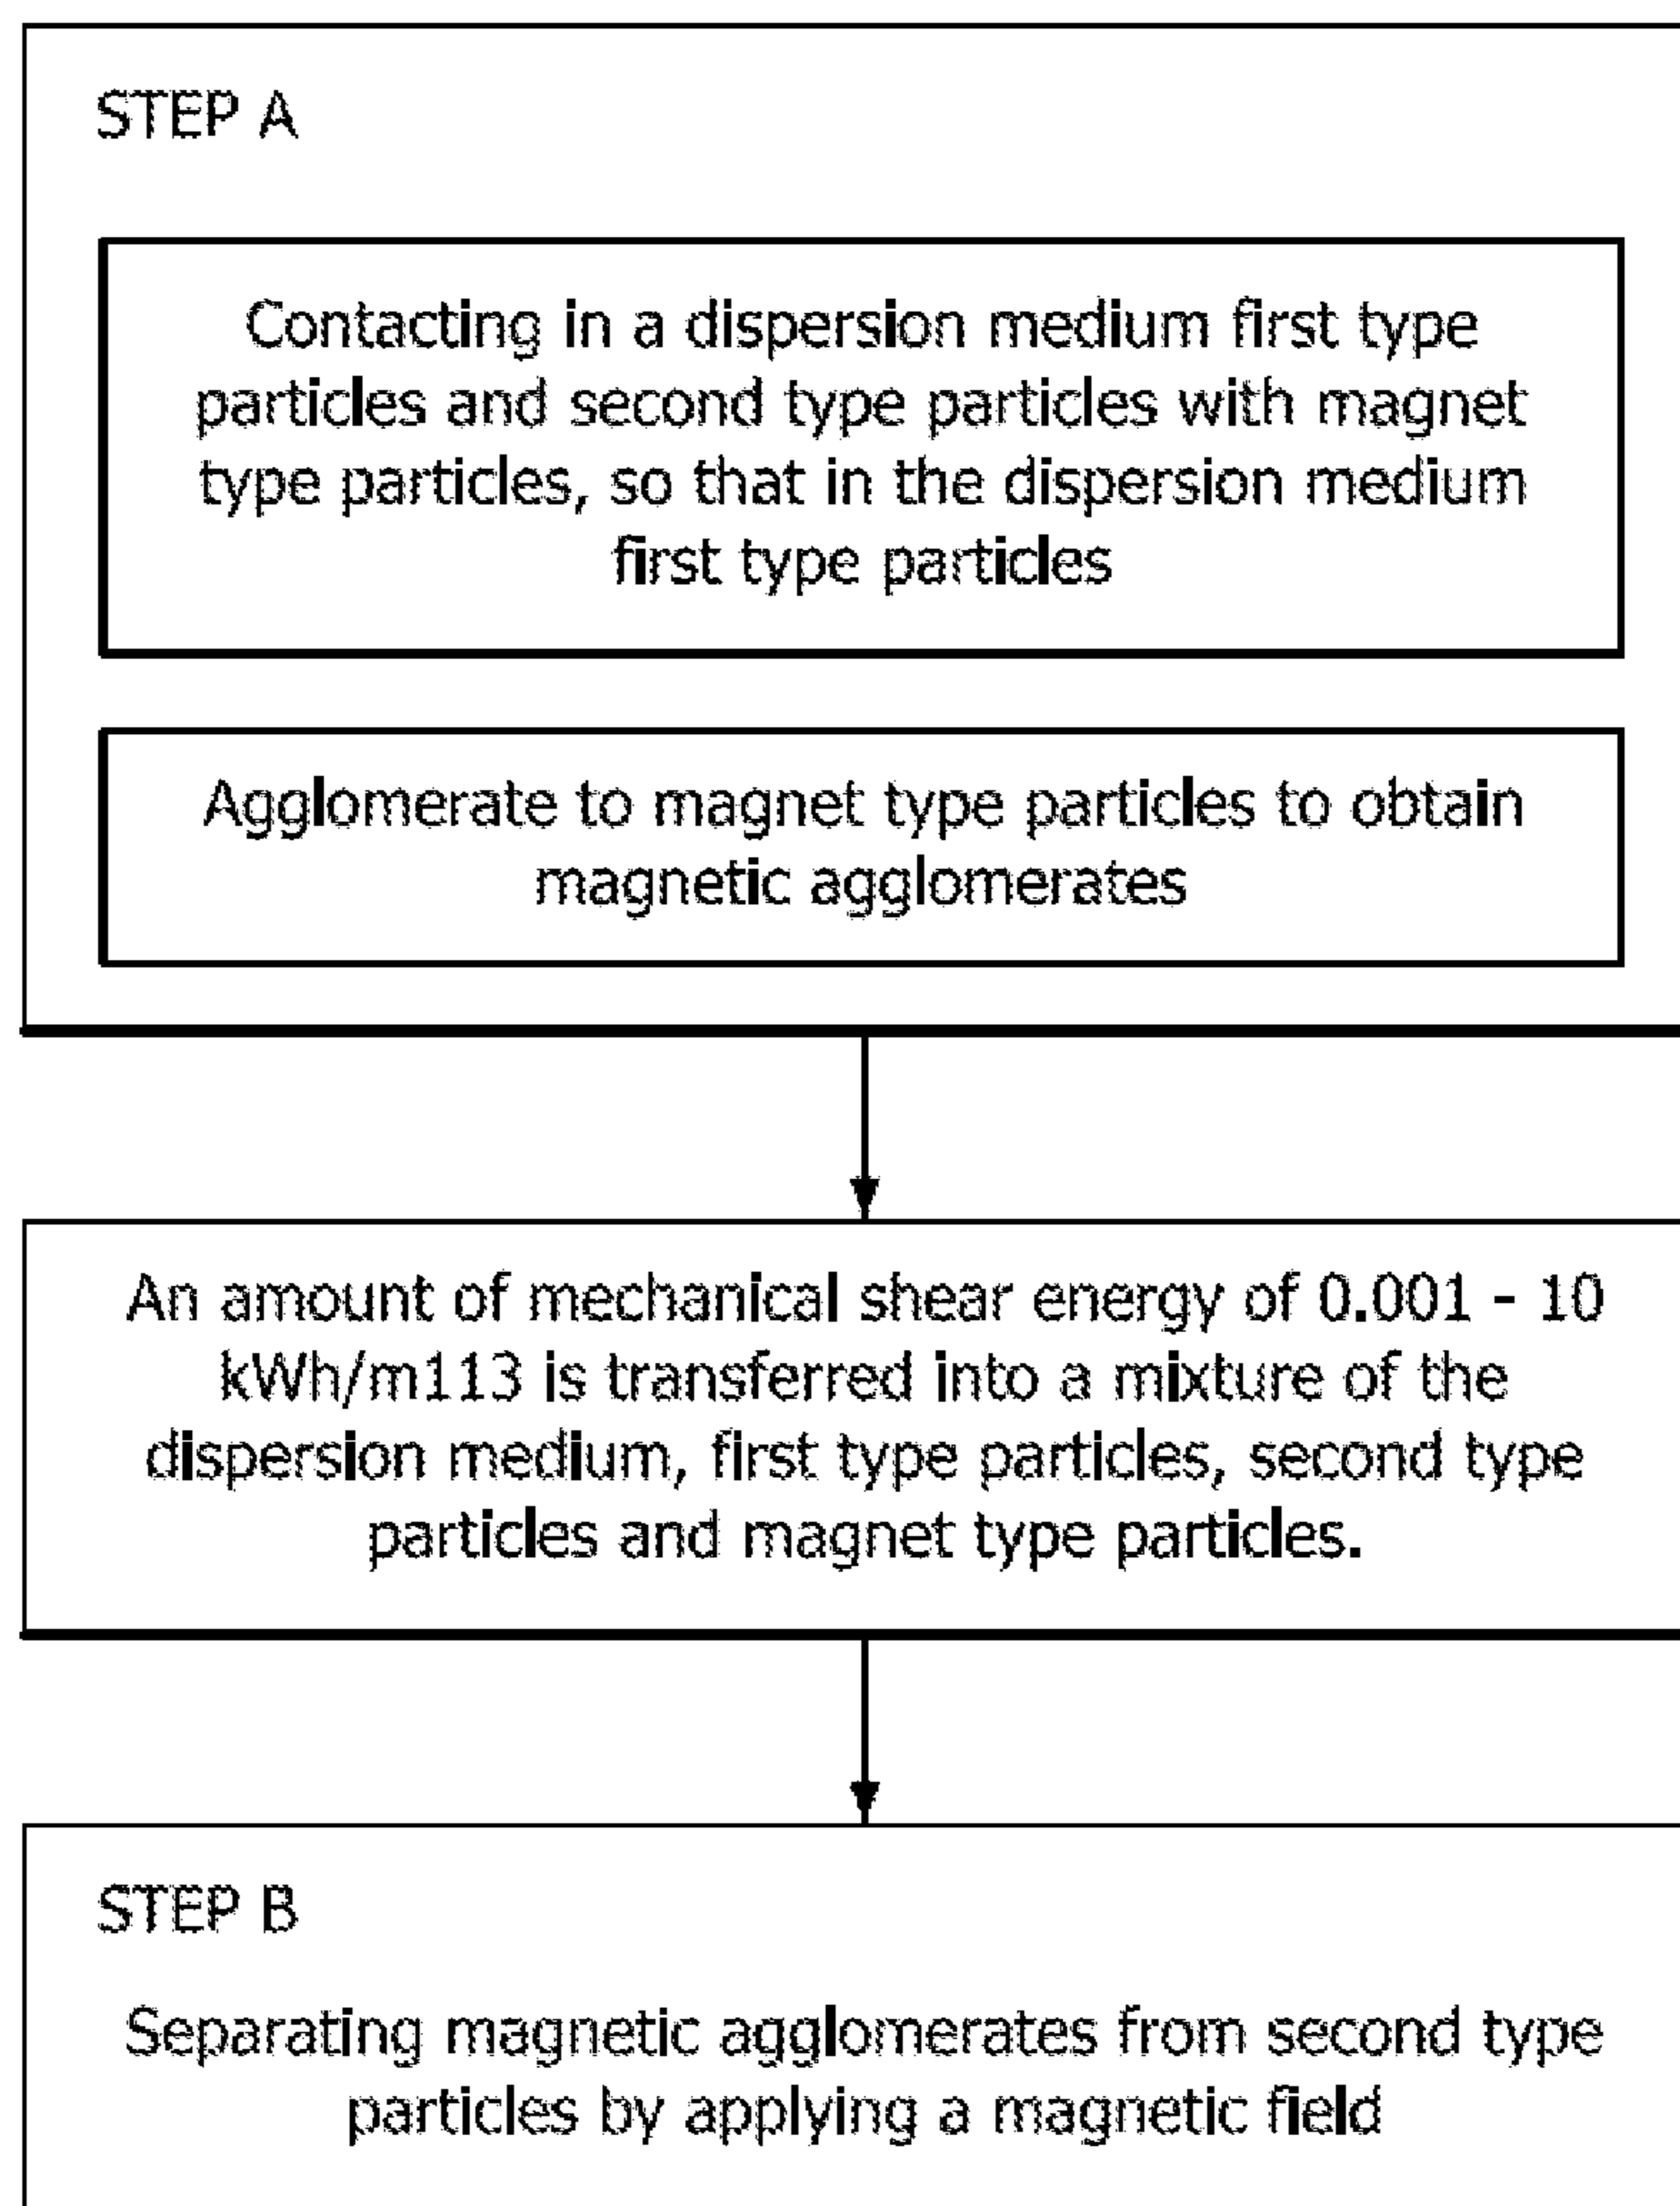 STEP A
Contacting in a dispersion medium first type
particles and second type particles with magnet
type particles, so that in the dispersion medium
first type particles
Agglomerate to magnet type particles to obtain
magnetic agglomerates
An amount of mechanical shear energy of 0.001 - 10
kWh/m113 is transferred into a mixture of the
dispersion medium, first type particles, second type
particles and magnet type particles.
STEP B
Separating magnetic agglomerates from second type
particles by applying a magnetic field